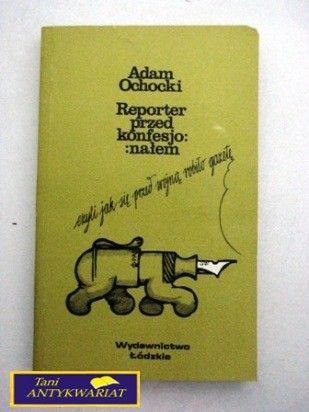 Adam
Ochocki
Reporter
przed
konfesjo:
:nałem
czyli jak się przed wojną robiło gazetę
Wydawnictwo
Łódzkie
Tani
ANTYKWARIAT